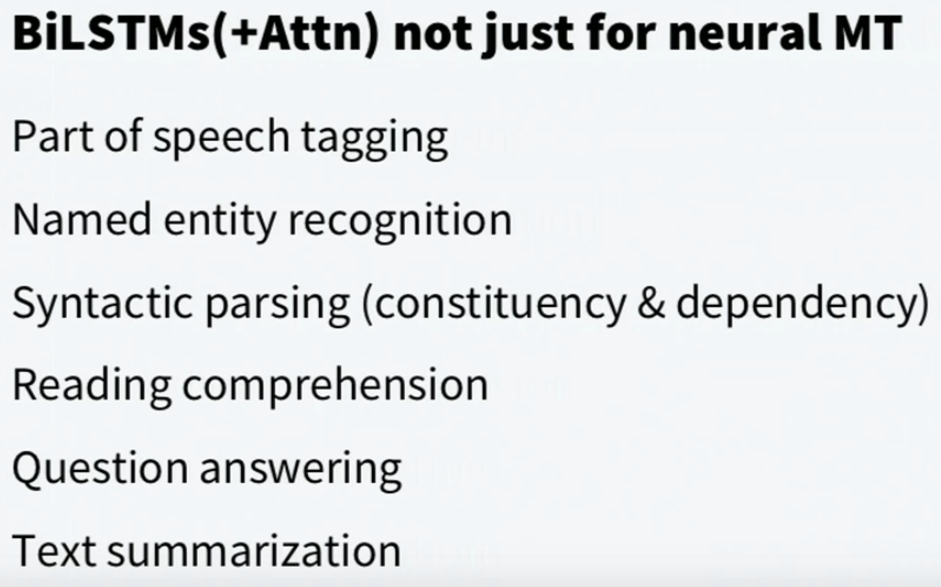 BiLSTMs(+Attn) not just for neural MT
Part of speech tagging
Named entity recognition
Syntactic parsing (constituency & dependency)
Reading comprehension
Question answering
Text summarization